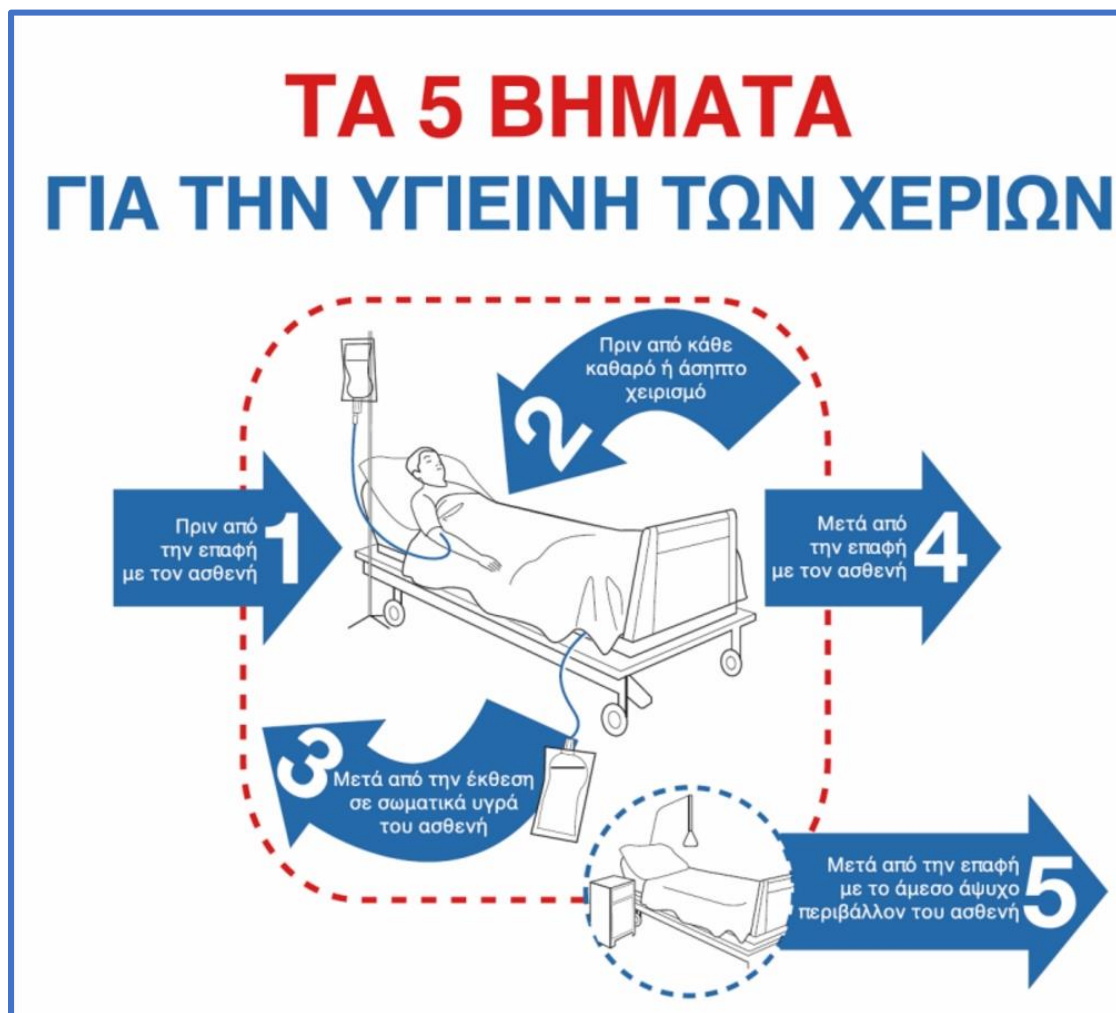 ΤΑ 5 ΒΗΜΑΤΑ
ΓΙΑ ΤΗΝ ΥΓΙΕΙΝΗ ΤΩΝ ΧΕΡΙΩΝ
Πριν από
την επαφή
με τον ασθενή
1
Πριν από κάθε
καθαρό ή άσηπτο
χειρισμό
2
Μετά από την έκθεση
σε σωματικά υγρά
του ασθενή
3
Μετά από
την επαφή
με τον ασθενή
4
Μετά από την επαφή
με το άμεσο άψυχο
περιβάλλον του ασθενή
5